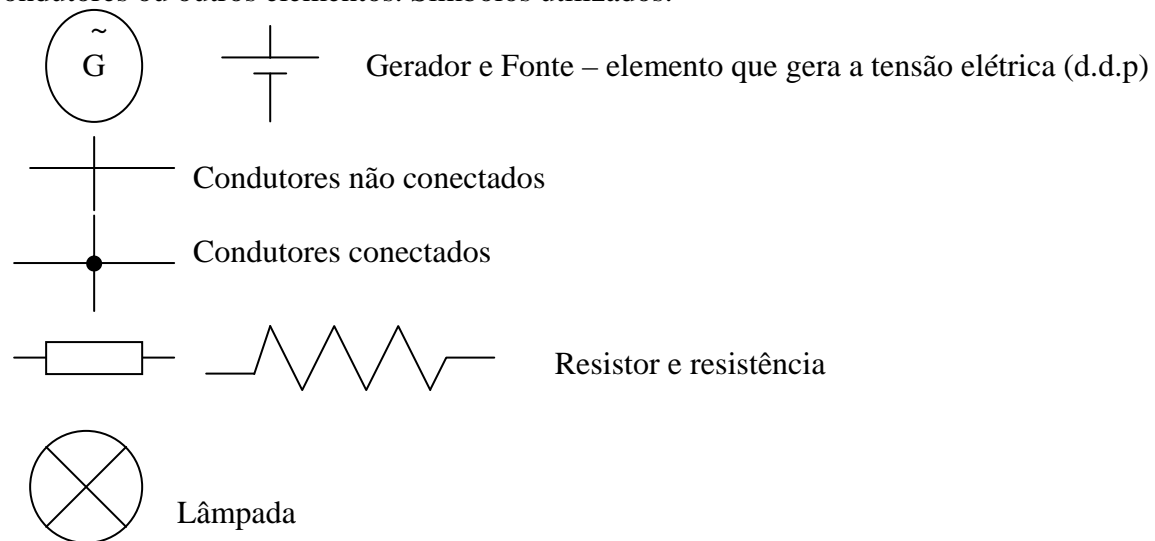 ou outros elementos. Símbolos utilizados.
~
G
Gerador e Fonte – elemento que gera a tensão elétrica (d.d.p)
Condutores não conectados
Condutores conectados
Resistor e resistência
Lâmpada